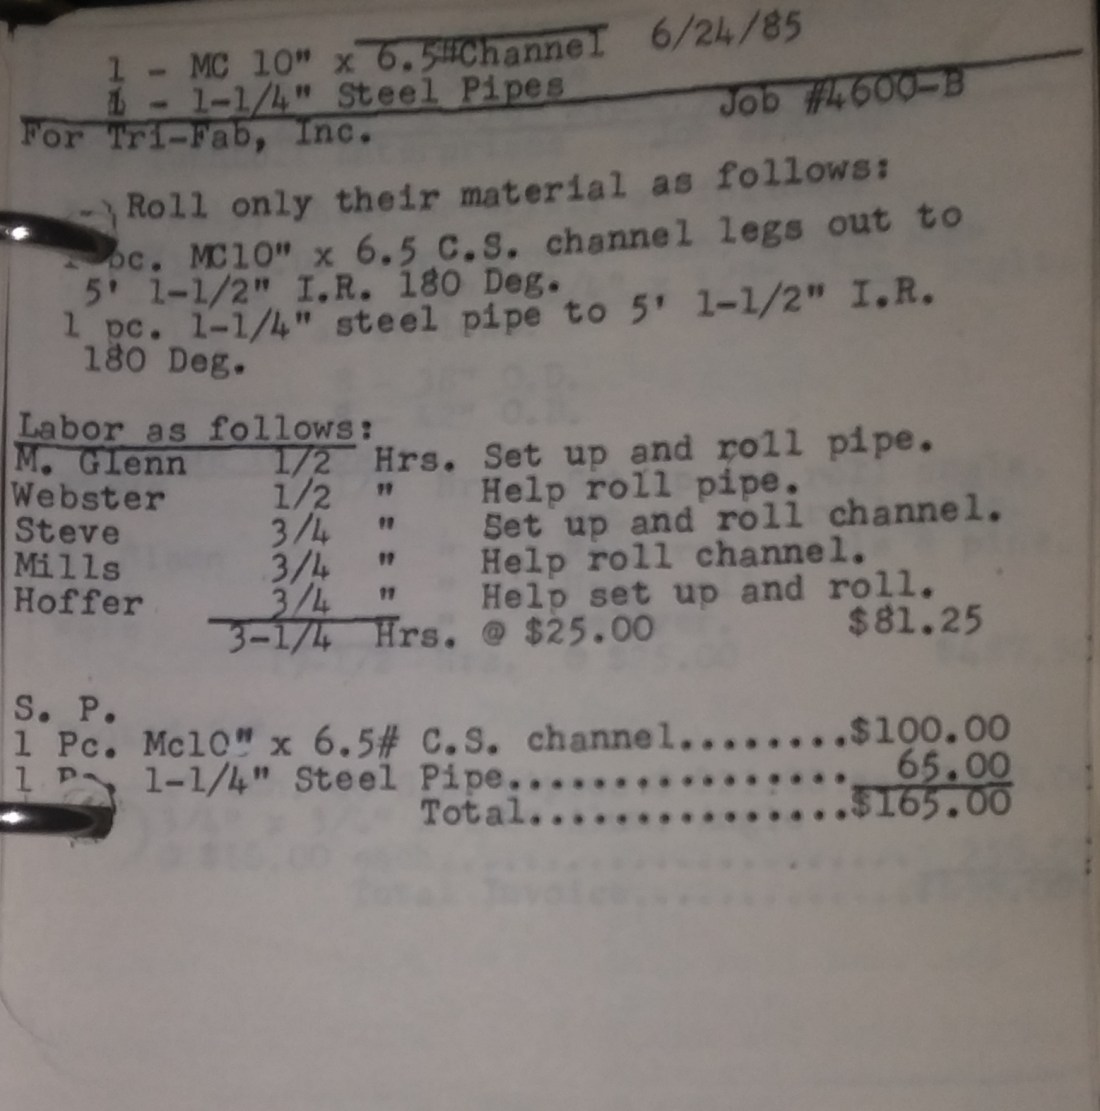 1 - MC 10" x 6.5#Channel 6/24/85
1 - 1-1/4" Steel Pipes Job #4600-B
For Tri-Fab, Inc.
Roll only their material as follows:
pc. MC10" x 6.5 C.S. channel legs out to
5' 1-1/2" I.R. 180 Deg.
1 pc. 1-1/4" steel pipe to 5' 1-1/2" I.R.
180 Deg.
Labor as follows:
M. Glenn 1/2 Hrs. Set up and roll pipe.
Webster 1/2 " Help roll pipe.
Steve 3/4 " Set up and roll channel.
Mills 3/4 " Help roll channel.
Hoffer 3/4 " Help set up and roll.
3-1/4 Hrs. @ $25.00 $81.25
S. P.
1 Pc. Mc10" x 6.5# C.S. channel........$100.00
1 1-1/4" Steel Pipe............... 65.00
Total...............$165.00